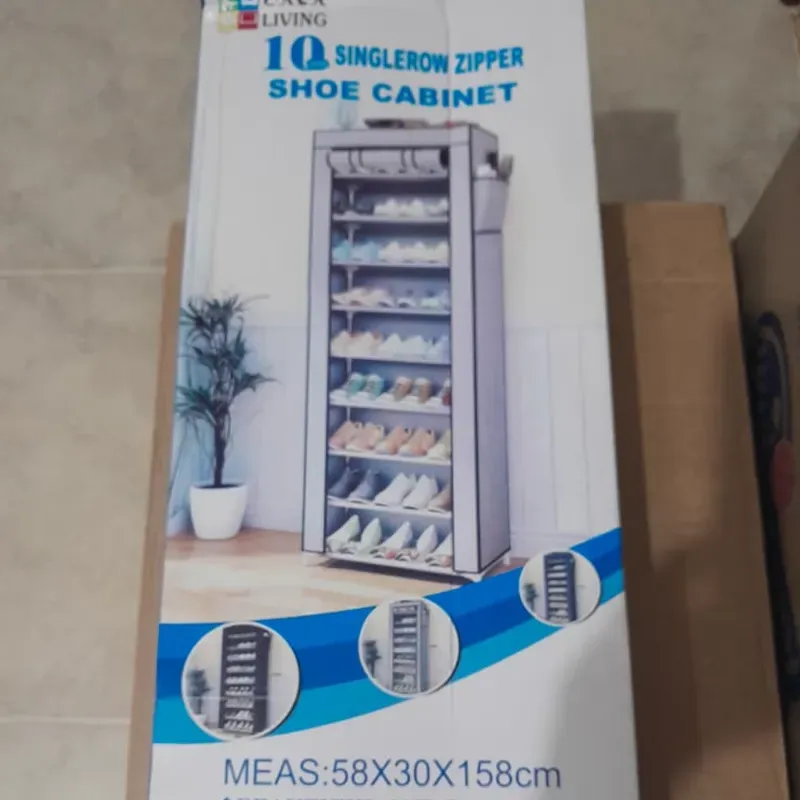 LIVING
10 SINGLEROW ZIPPER
SHOE CABINET
MEAS:58X30X158cm